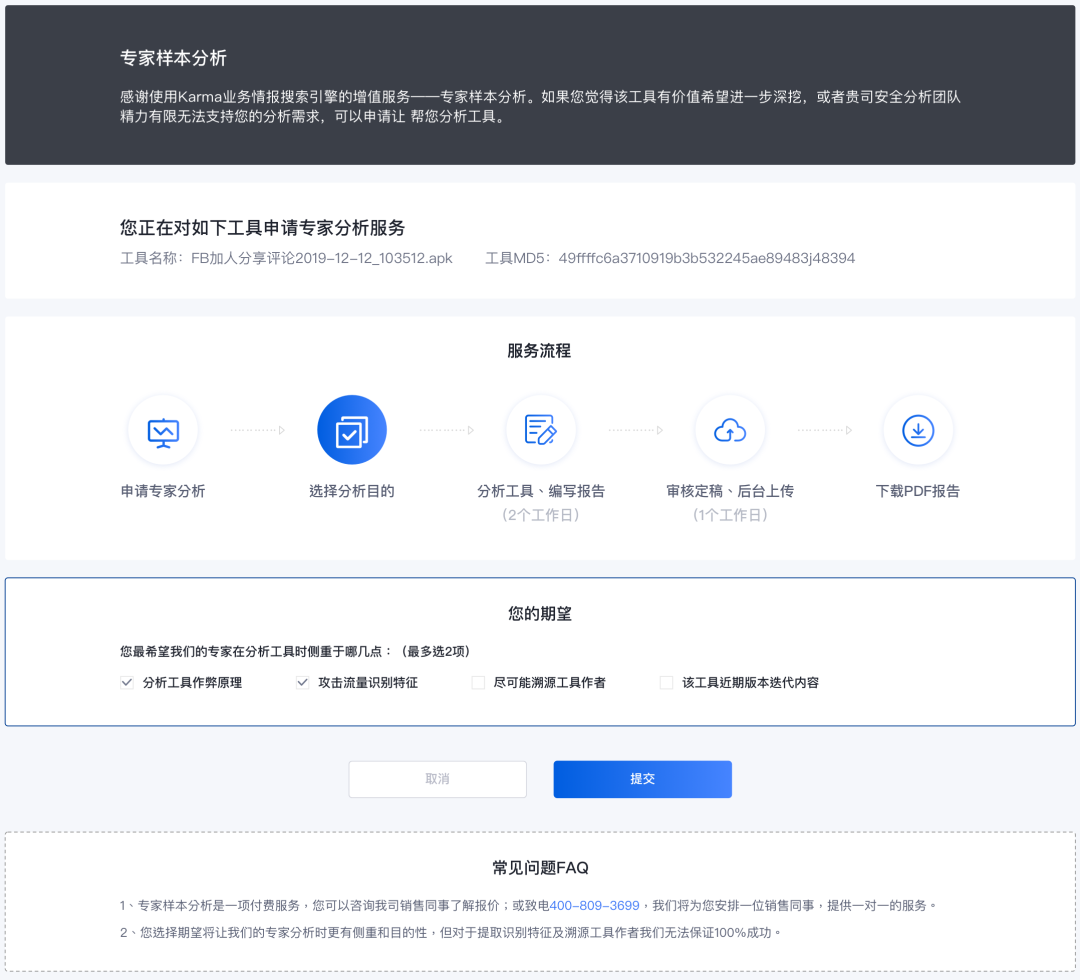 专家样本分析
感谢使用Karma业务情报搜索引擎的增值服务——专家样本分析。如果您觉得该工具有价值希望进一步深挖，或者贵司安全分析团队
精力有限无法支持您的分析需求，可以申请让 帮您分析工具。
您正在对如下工具申请专家分析服务
工具名称：FB加人分享评论2019-12-12_103512.apk 工具MD5：49ffffc6a3710919b3b532245ae89483j48394
服务流程
申请专家分析 选择分析目的 分析工具、编写报告 审核定稿、后台上传 下载PDF报告
（2个工作日） （1个工作日）
您的期望
您最希望我们的专家在分析工具时侧重于哪几点：（最多选2项）
分析工具作弊原理 攻击流量识别特征 尽可能溯源工具作者 该工具近期版本迭代内容
取消 提交
常见问题FAQ
1、专家样本分析是一项付费服务，您可以咨询我司销售同事了解报价；或致电400-809-3699，我们将为您安排一位销售同事，提供一对一的服务。
2、您选择期望将让我们的专家分析时更有侧重和目的性，但对于提取识别特征及溯源工具作者我们无法保证100%成功。